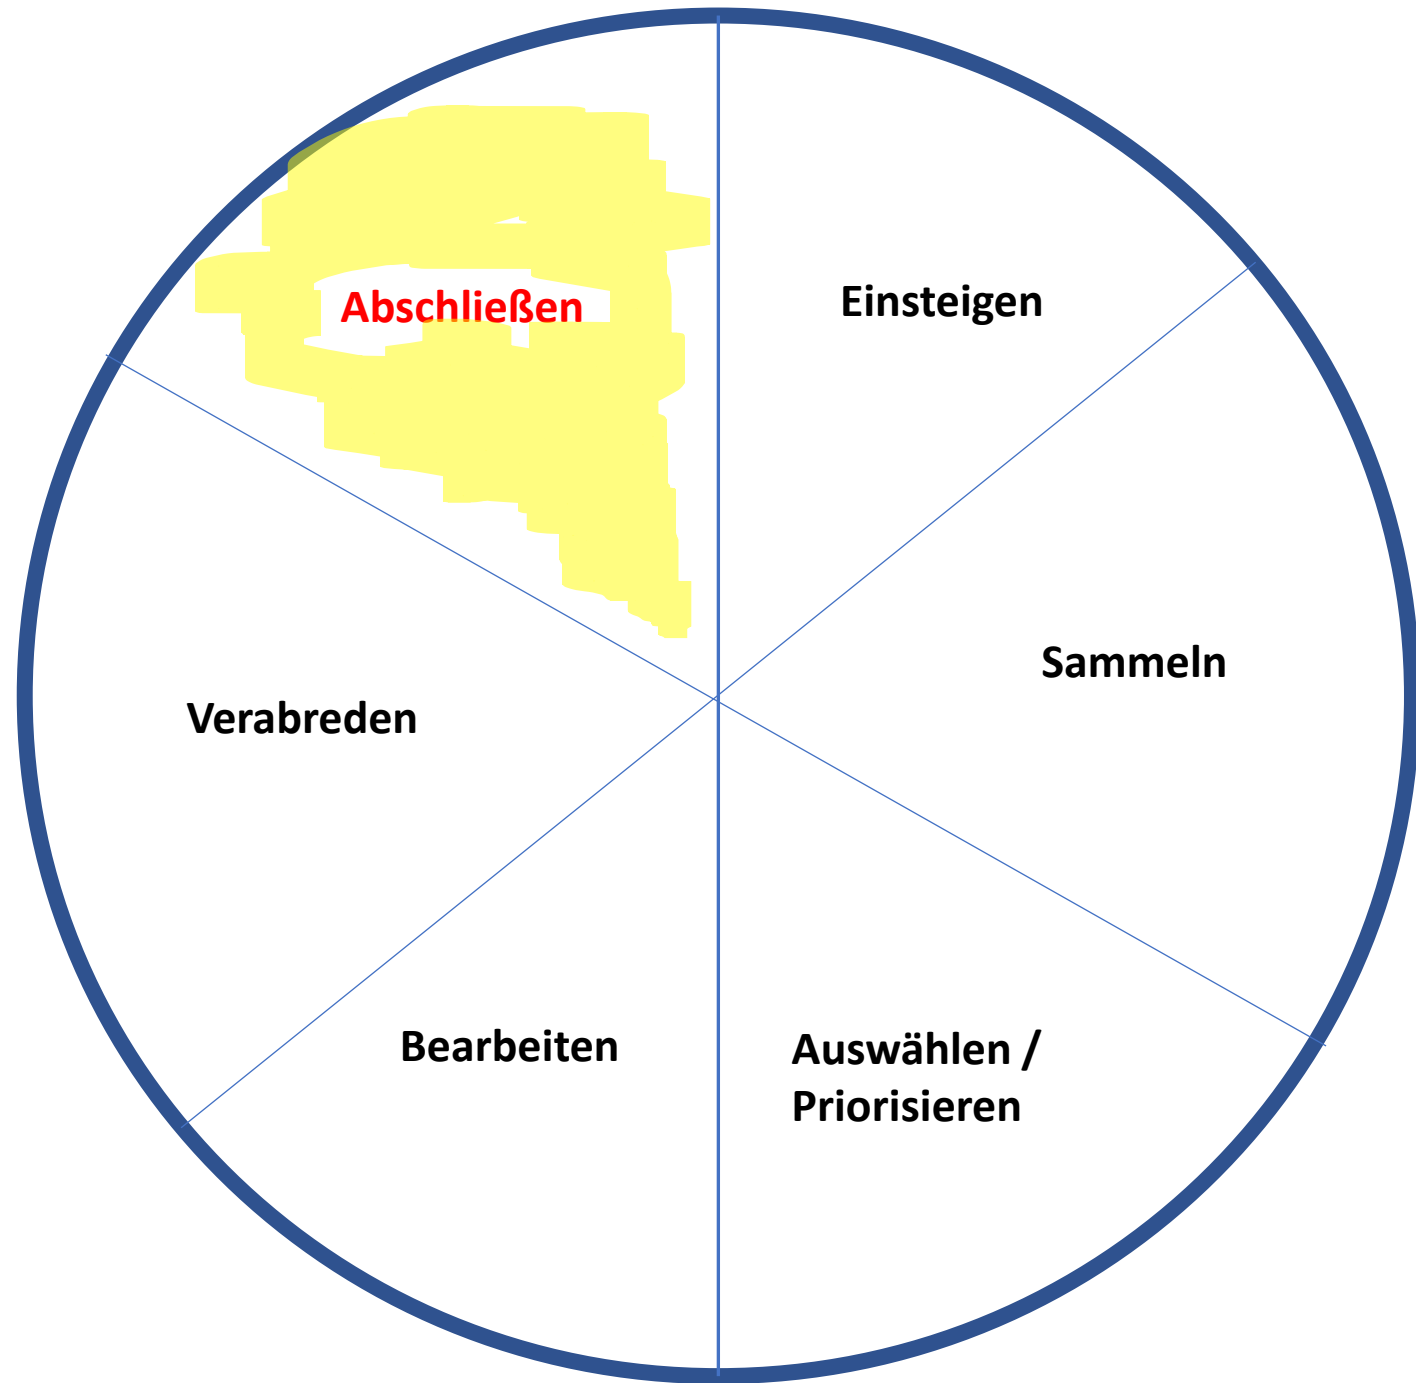 Abschließen
Einsteigen
Sammeln
Verabreden
Bearbeiten
Auswählen /
Priorisieren